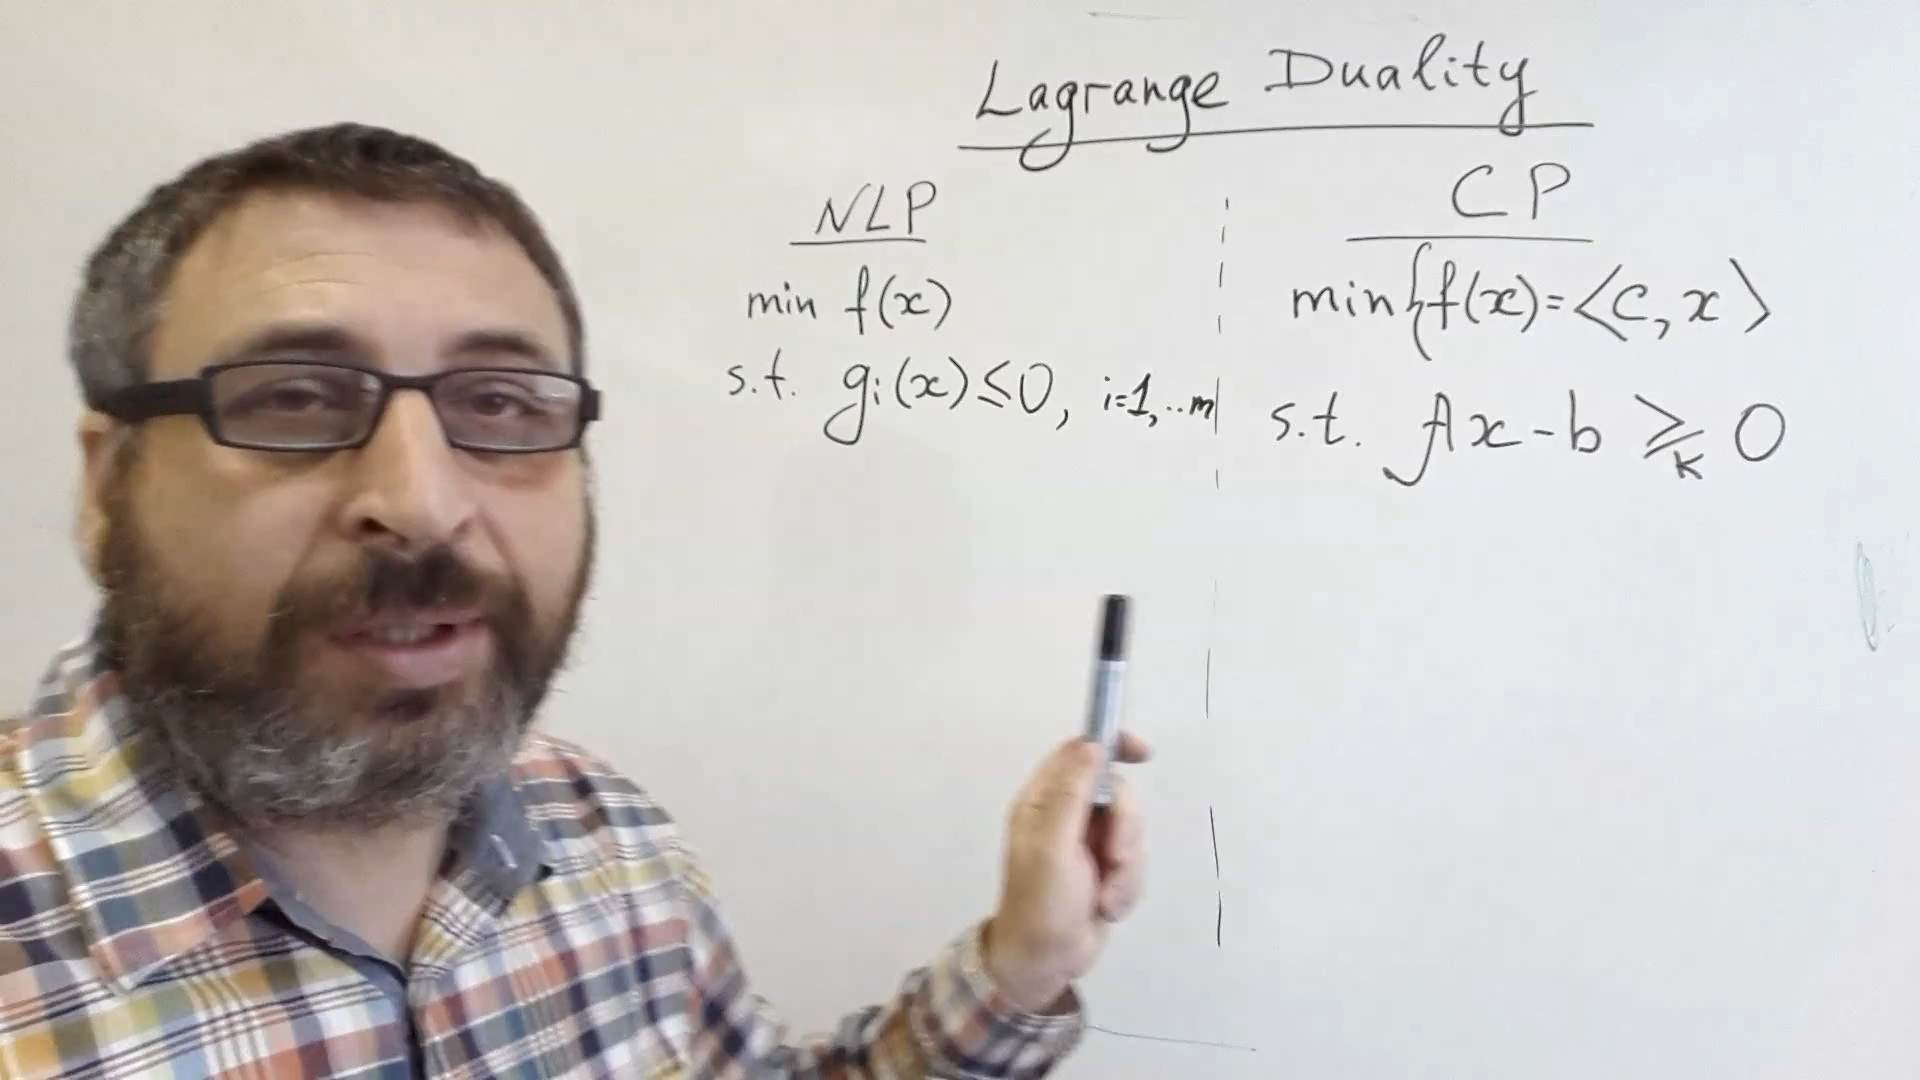 Lagrange Duality
NLP
min f(x)
s.t. gi(x)≤0, i=1,..m
CP
min{f(x)=⟨c,x⟩
s.t. Ax-b ≥K 0